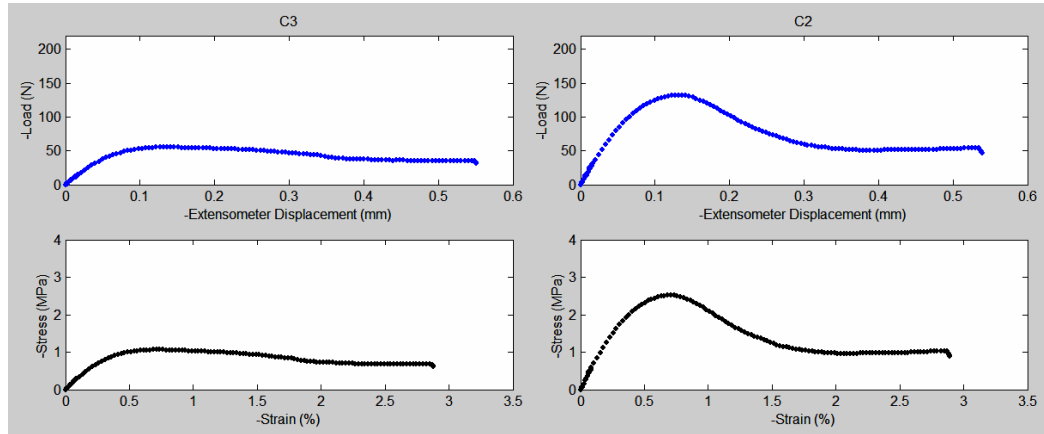 C3
200
150
100
50
0
-Load (N)
0 0.1 0.2 0.3 0.4 0.5 0.6
-Extensometer Displacement (mm)
C2
200
150
100
50
0
-Load (N)
0 0.1 0.2 0.3 0.4 0.5 0.6
-Extensometer Displacement (mm)
4
3
2
1
0
-Stress (MPa)
0 0.5 1 1.5 2 2.5 3 3.5
-Strain (%)
4
3
2
1
0
-Stress (MPa)
0 0.5 1 1.5 2 2.5 3 3.5
-Strain (%)